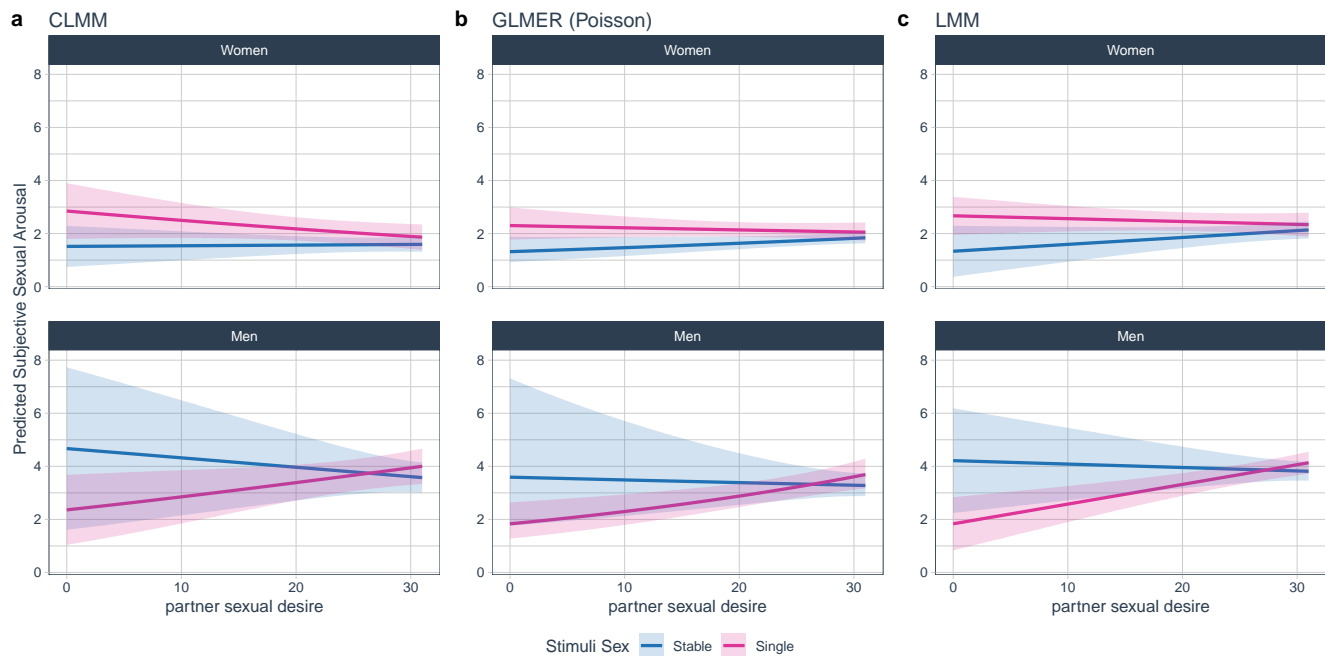 a CLMM
b GLMER (Poisson)
c LMM
Women
Women
Women
8
6
4
2
0
8
6
4
2
0
8
6
4
2
0
Predicted Subjective Sexual Arousal
Men
Men
Men
8
6
4
2
0
8
6
4
2
0
8
6
4
2
0
0 10 20 30
0 10 20 30
0 10 20 30
partner sexual desire
partner sexual desire
partner sexual desire
Stimuli Sex Stable Single